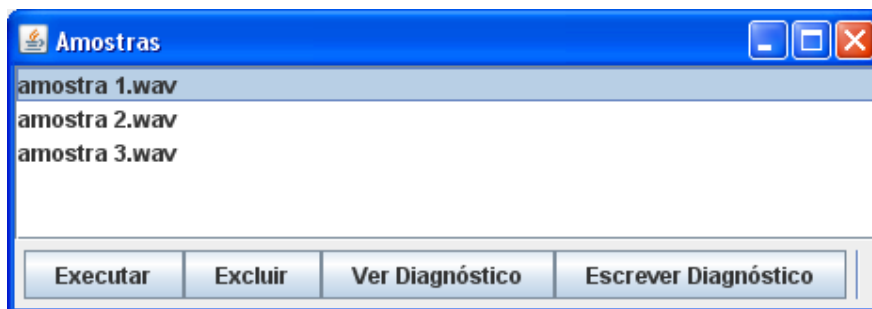 Amostras
amostra 1.wav
amostra 2.wav
amostra 3.wav
Executar Excluir Ver Diagnóstico Escrever Diagnóstico